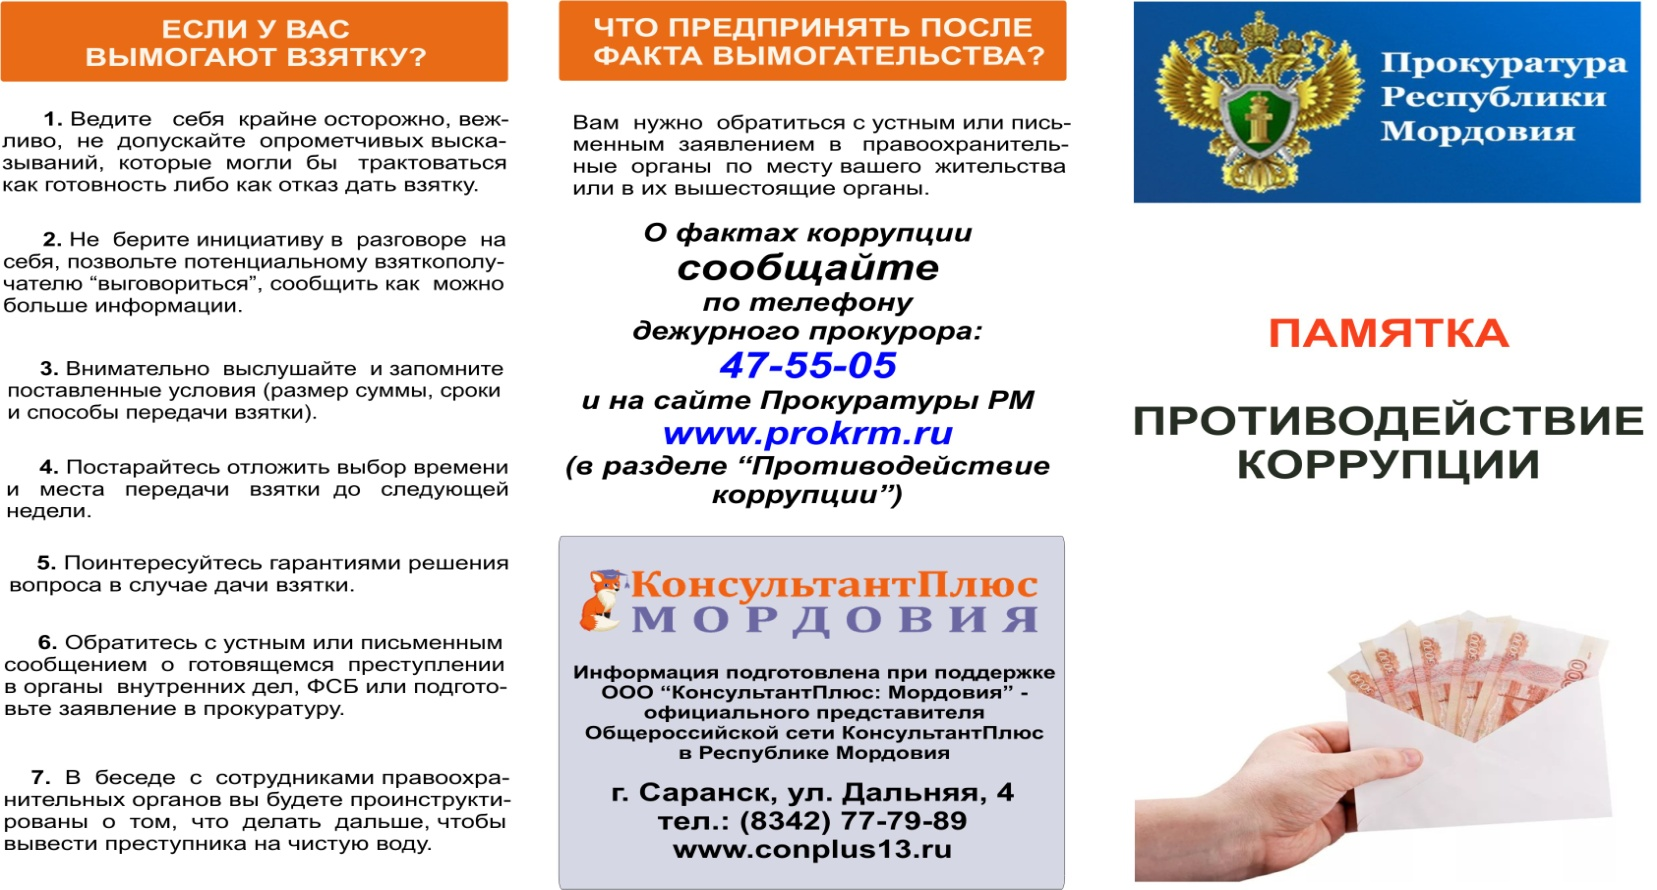 ЕСЛИ У ВАС
ВЫМОГАЮТ ВЗЯТКУ?
1. Ведите себя крайне осторожно, веж-
ливо, не допускайте опрометчивых выска-
зываний, которые могли бы трактоваться
как готовность либо как отказ дать взятку.
2. Не берите инициативу в разговоре на
себя, позвольте потенциальному взяткополу-
чателю “выговориться”, сообщить как можно
больше информации.
3. Внимательно выслушайте и запомните
поставленные условия (размер суммы, сроки
и способы передачи взятки).
4. Постарайтесь отложить выбор времени
и места передачи взятки до следующей
недели.
5. Поинтересуйтесь гарантиями решения
вопроса в случае дачи взятки.
6. Обратитесь с устным или письменным
сообщением о готовящемся преступлении
в органы внутренних дел, ФСБ или подгото-
вьте заявление в прокуратуру.
7. В беседе с сотрудниками правоохра-
нительных органов вы будете проинструкти-
рованы о том, что делать дальше, чтобы
вывести преступника на чистую воду.
ЧТО ПРЕДПРИНЯТЬ ПОСЛЕ
ФАКТА ВЫМОГАТЕЛЬСТВА?
Вам нужно обратиться с устным или пись-
менным заявлением в правоохранитель-
ные органы по месту вашего жительства
или в их вышестоящие органы.
О фактах коррупции
сообщайте
по телефону
дежурного прокурора:
47-55-05
и на сайте Прокуратуры РМ
www.prokrm.ru
(в разделе “Противодействие
коррупции”)
КонсультантПлюс
МОРДОВИЯ
Информация подготовлена при поддержке
ООО “КонсультантПлюс: Мордовия” -
официального представителя
Общероссийской сети КонсультантПлюс
в Республике Мордовия
г. Саранск, ул. Дальняя, 4
тел.: (8342) 77-79-89
www.conplus13.ru
Прокуратура
Республики
Мордовия
ПАМЯТКА
ПРОТИВОДЕЙСТВИЕ
КОРРУПЦИИ